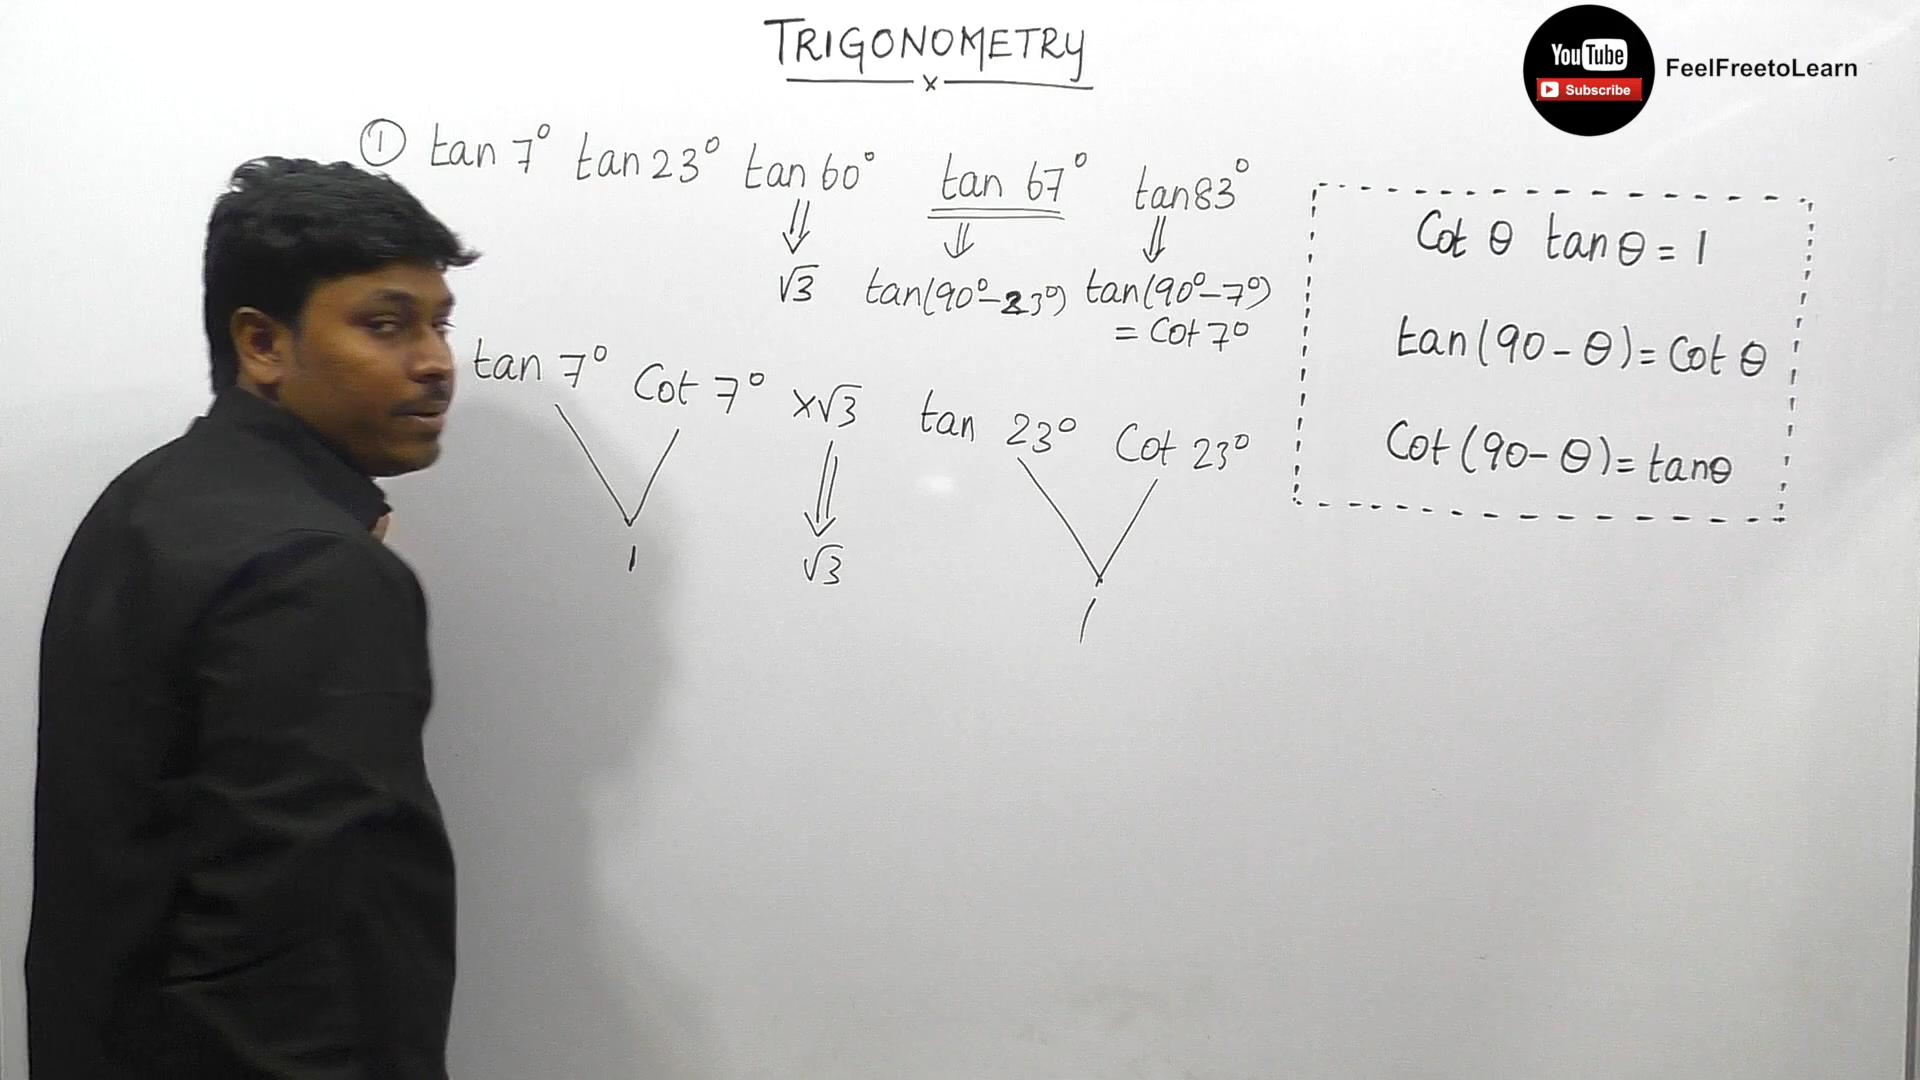 TRIGONOMETRY
x
YouTube
Subscribe
FeelFreetoLearn
① tan 7° tan 23° tan 60° tan 67° tan 83°
√3 tan(90°-23°) tan(90°-7°)
= Cot 7°
tan 7° Cot 7° ×√3 tan 23° Cot 23°
1 √3 1
Cot θ tan θ = 1
tan(90-θ) = Cot θ
Cot(90-θ) = tanθ